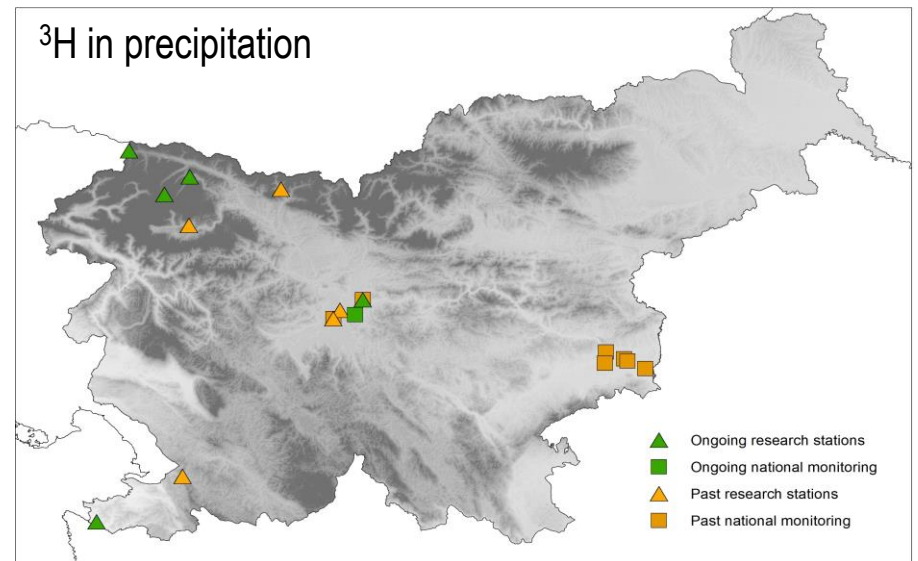 ³H in precipitation
Ongoing research stations
Ongoing national monitoring
Past research stations
Past national monitoring